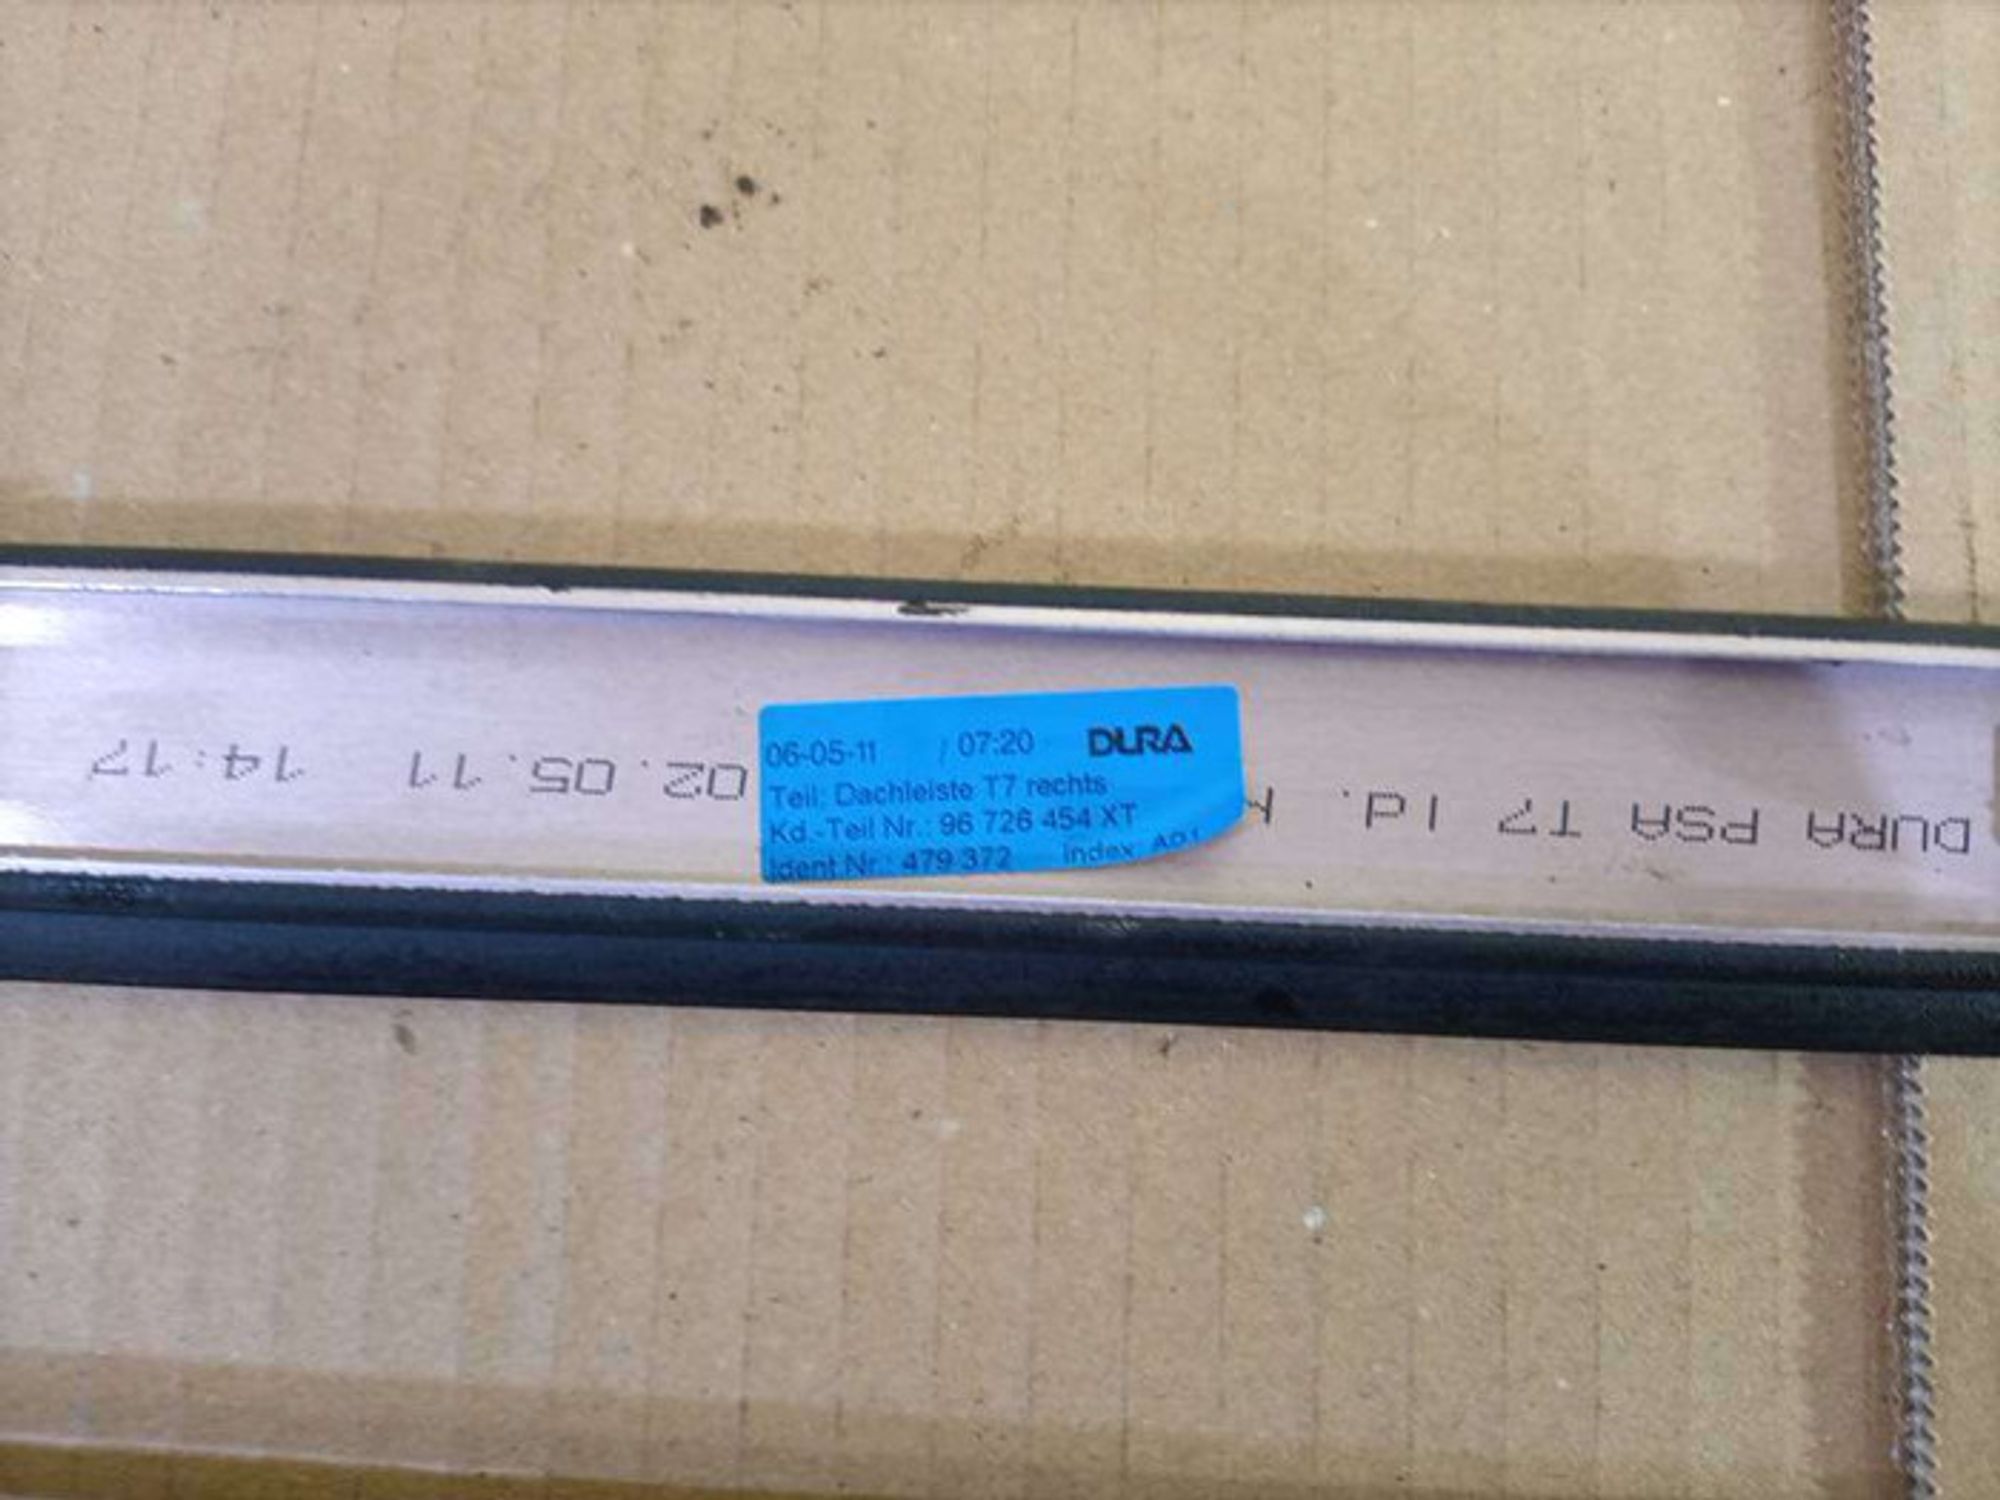 06-05-11 / 07:20 DURA
Teil: Dachleiste T7 rechts
Kd.-Teil Nr.: 96 726 454 XT
Ident.Nr.: 479 372 Index
DURA PSA T7 Id.
02.05.11 14:17